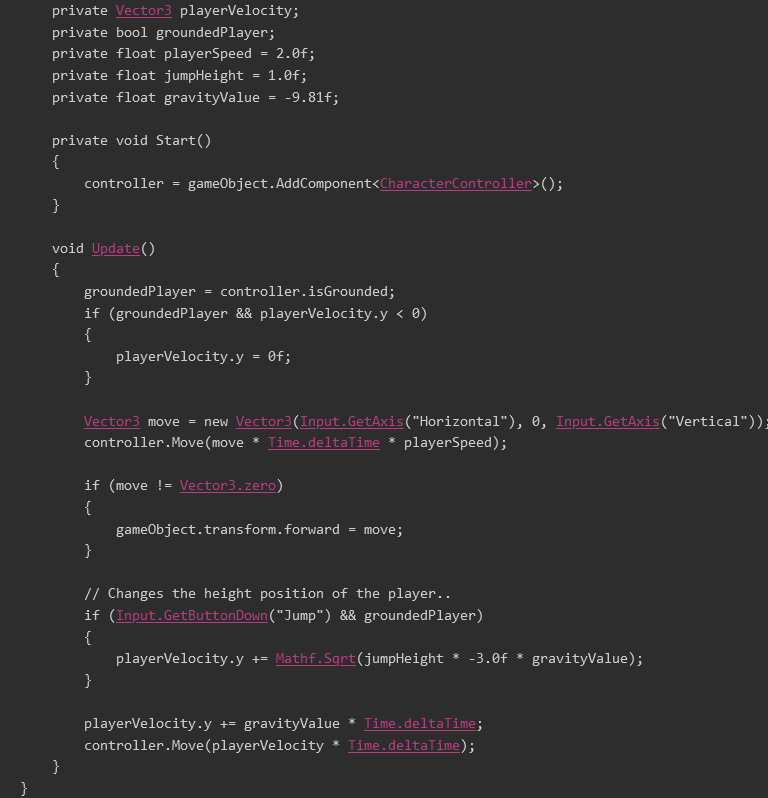 private Vector3 playerVelocity;
private bool groundedPlayer;
private float playerSpeed = 2.0f;
private float jumpHeight = 1.0f;
private float gravityValue = -9.81f;
private void Start()
{
controller = gameObject.AddComponent<CharacterController>();
}
void Update()
{
groundedPlayer = controller.isGrounded;
if (groundedPlayer && playerVelocity.y < 0)
{
playerVelocity.y = 0f;
}
Vector3 move = new Vector3(Input.GetAxis("Horizontal"), 0, Input.GetAxis("Vertical"));
controller.Move(move * Time.deltaTime * playerSpeed);
if (move != Vector3.zero)
{
gameObject.transform.forward = move;
}
// Changes the height position of the player..
if (Input.GetButtonDown("Jump") && groundedPlayer)
{
playerVelocity.y += Mathf.Sqrt(jumpHeight * -3.0f * gravityValue);
}
playerVelocity.y += gravityValue * Time.deltaTime;
controller.Move(playerVelocity * Time.deltaTime);
}
}